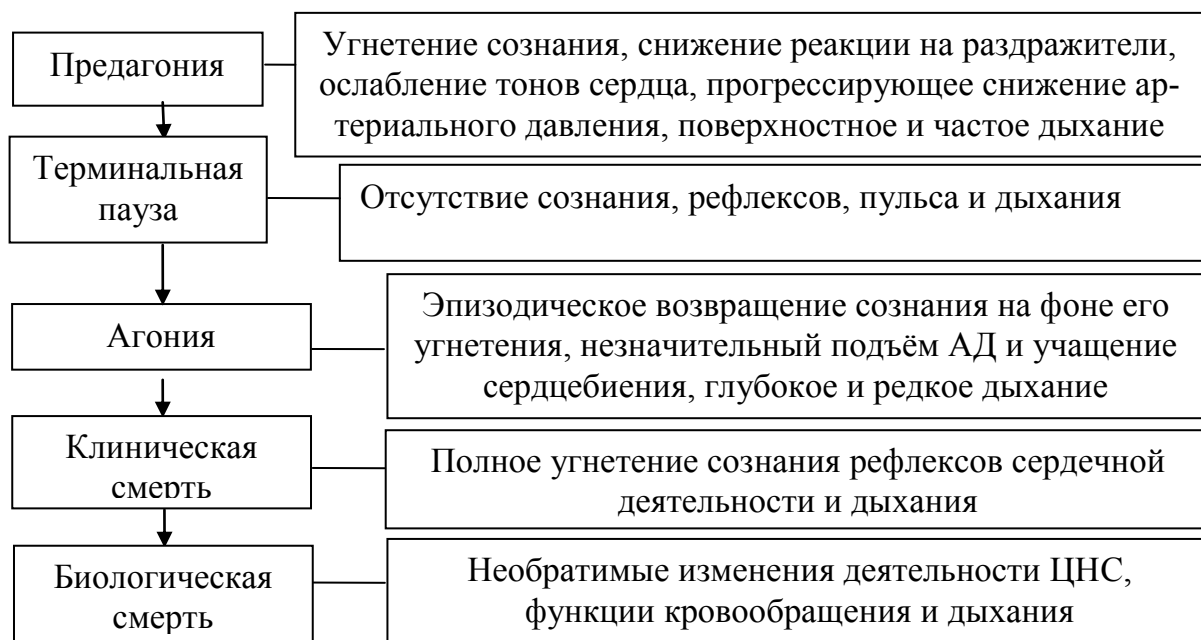 Предагония
Угнетение сознания, снижение реакции на раздражители,
ослабление тонов сердца, прогрессирующее снижение ар-
териального давления, поверхностное и частое дыхание
Терминальная
пауза
Отсутствие сознания, рефлексов, пульса и дыхания
Агония
Эпизодическое возвращение сознания на фоне его
угнетения, незначительный подъём АД и учащение
сердцебиения, глубокое и редкое дыхание
Клиническая
смерть
Полное угнетение сознания рефлексов сердечной
деятельности и дыхания
Биологическая
смерть
Необратимые изменения деятельности ЦНС,
функции кровообращения и дыхания